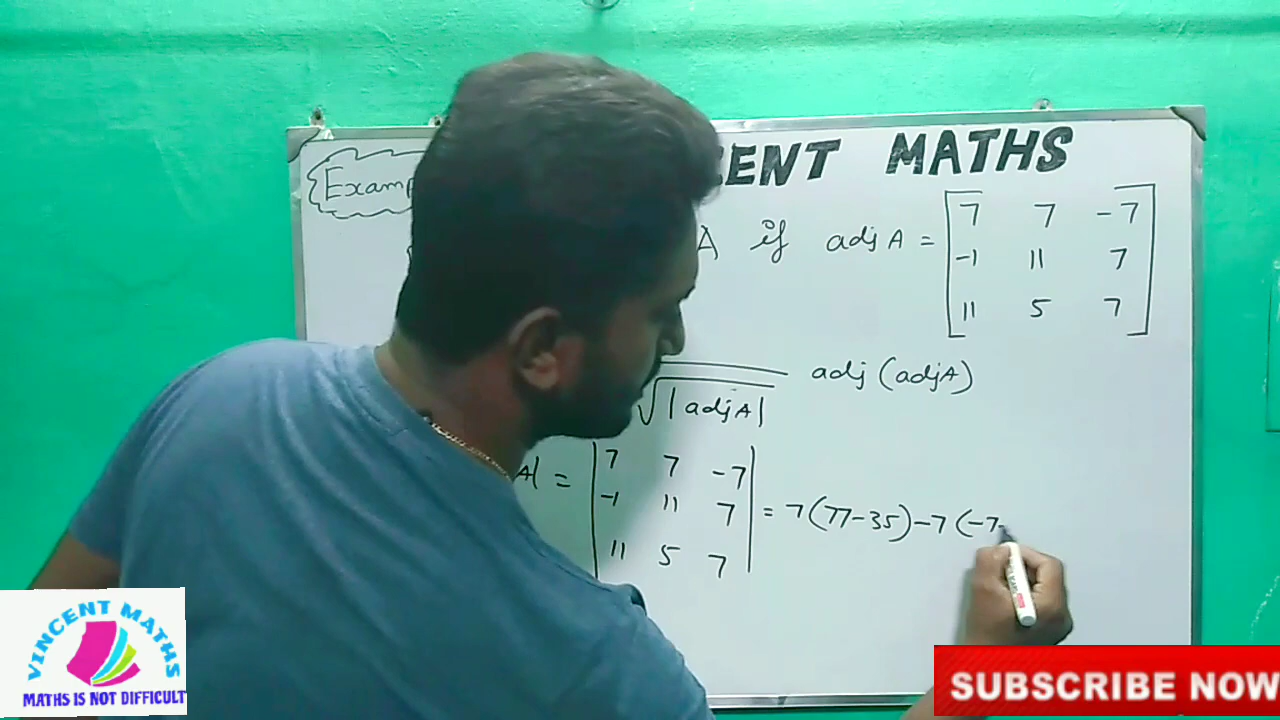 CENT MATHS
Examp
A if adj A = [7 7 -7
-1 11 7
11 5 7]
√|adj A| adj (adj A)
A| = |7 7 -7
-1 11 7
11 5 7| = 7(77-35)-7(-7-
VINCENT MATHS
MATHS IS NOT DIFFICULT
SUBSCRIBE NOW